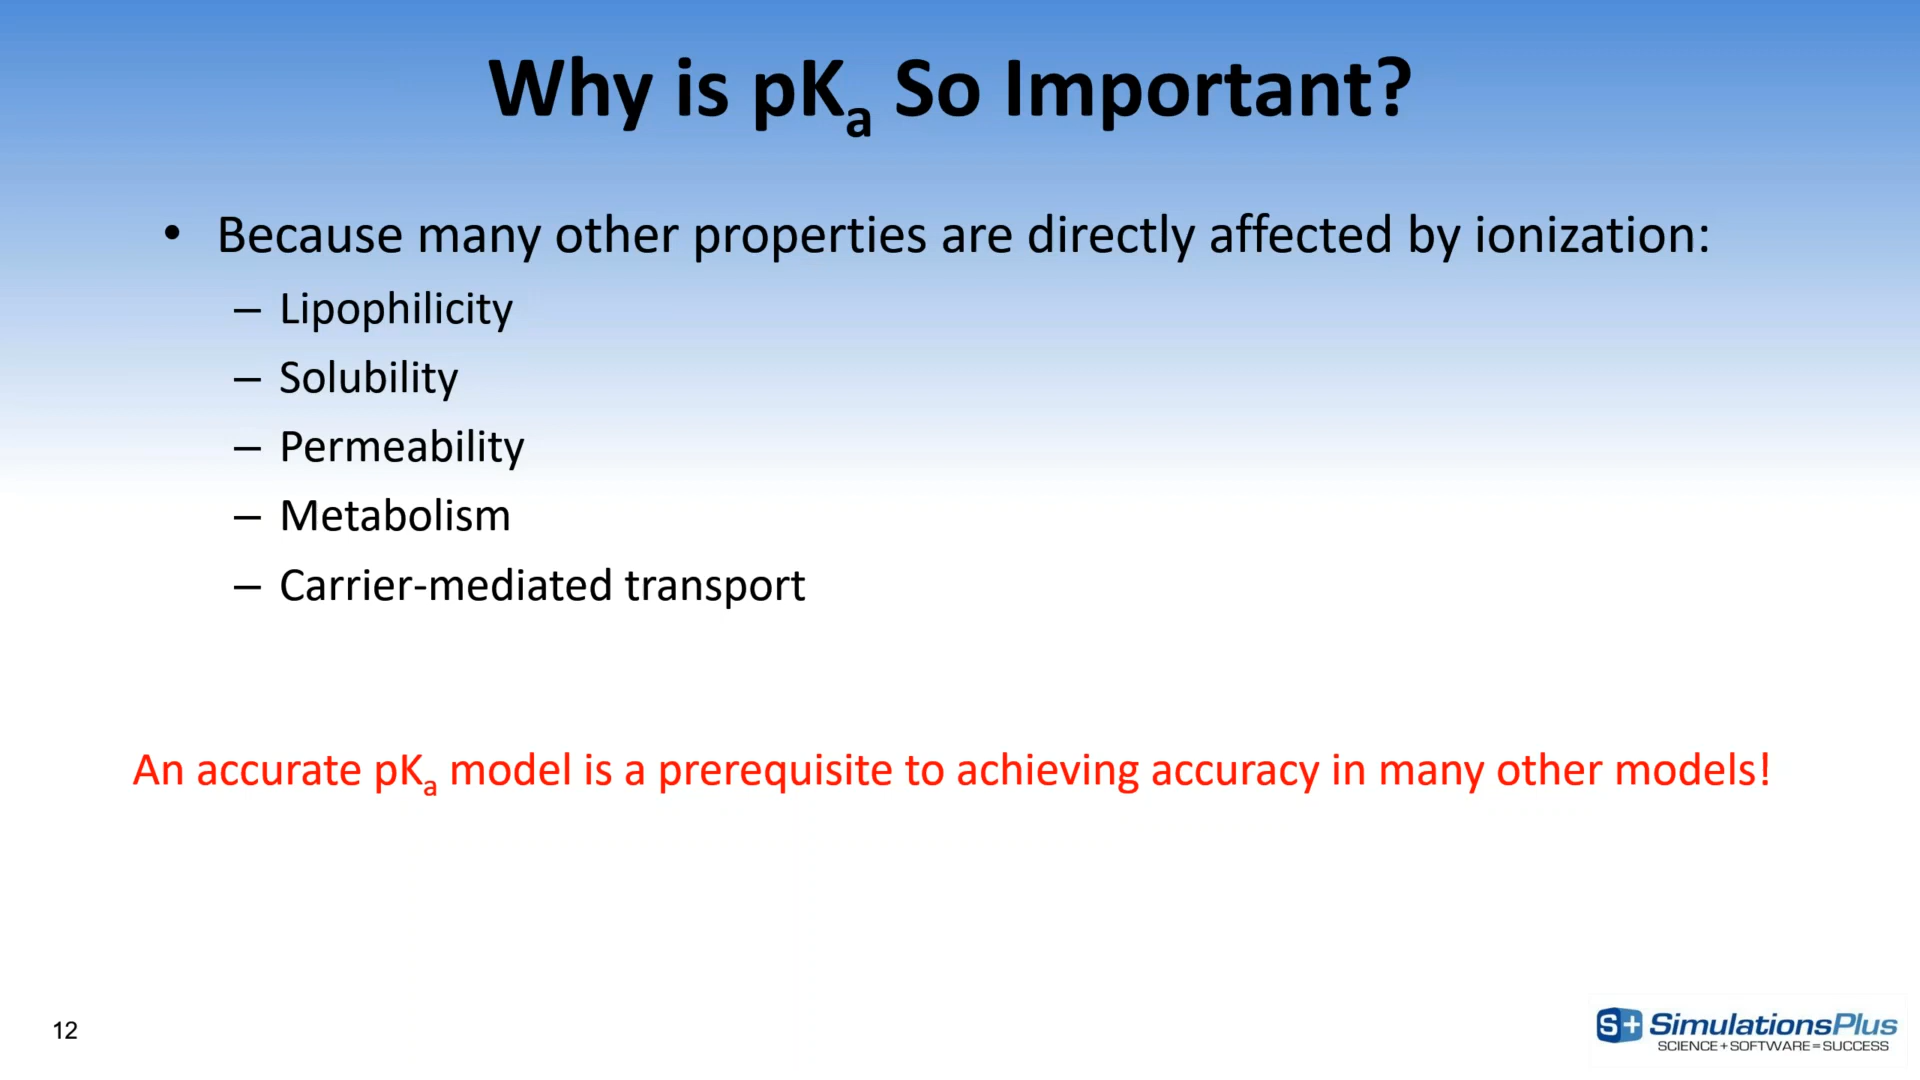 Why is pKa So Important?
• Because many other properties are directly affected by ionization:
– Lipophilicity
– Solubility
– Permeability
– Metabolism
– Carrier-mediated transport
An accurate pKa model is a prerequisite to achieving accuracy in many other models!
12
S+ SimulationsPlus
SCIENCE+SOFTWARE=SUCCESS